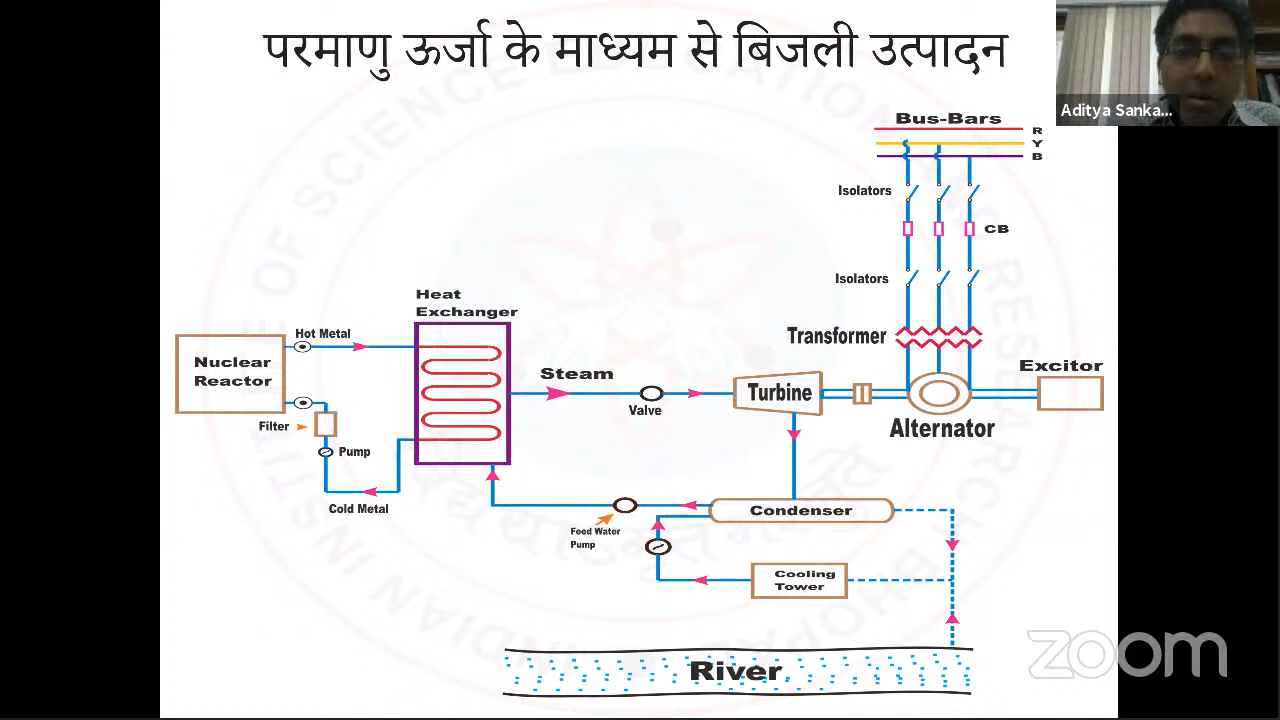 परमाणु ऊर्जा के माध्यम से बिजली उत्पादन
Aditya Sanka...
Bus-Bars
R
Y
B
Isolators
CB
Isolators
Heat
Exchanger
Hot Metal
Transformer
Nuclear
Reactor
Steam
Excitor
Valve
Turbine
Filter
Alternator
Pump
Cold Metal
Condenser
Feed Water
Pump
Cooling
Tower
River
zoom